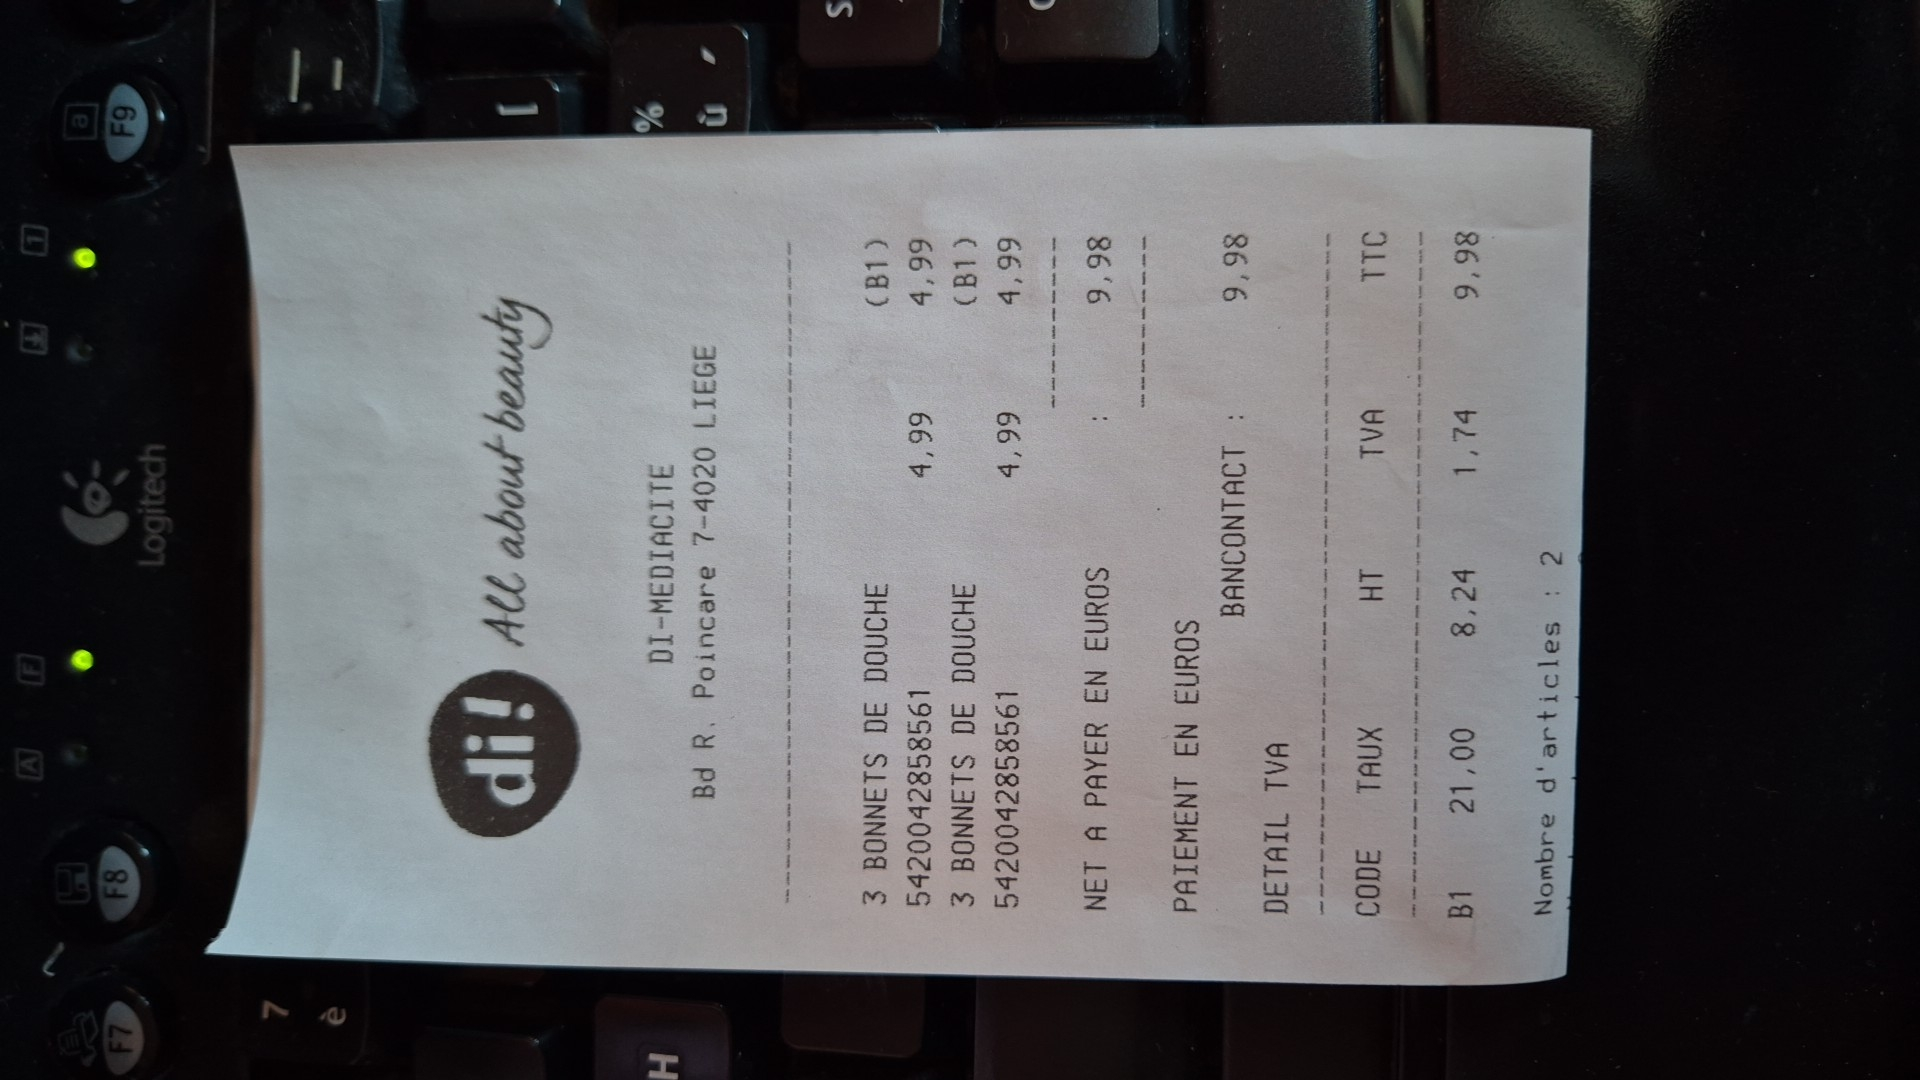 di! All about beauty
DI-MEDIACITE
Bd R. Poincare 7-4020 LIEGE
3 BONNETS DE DOUCHE (B1)
5420042858561 4,99 4,99
3 BONNETS DE DOUCHE (B1)
5420042858561 4,99 4,99
NET A PAYER EN EUROS : 9,98
PAIEMENT EN EUROS
BANCONTACT : 9,98
DETAIL TVA
CODE TAUX HT TVA TTC
B1 21,00 8,24 1,74 9,98
Nombre d'articles : 2
Logitech
F7
F8
F9
A
F
1
a
7
è
H
%
ù
S